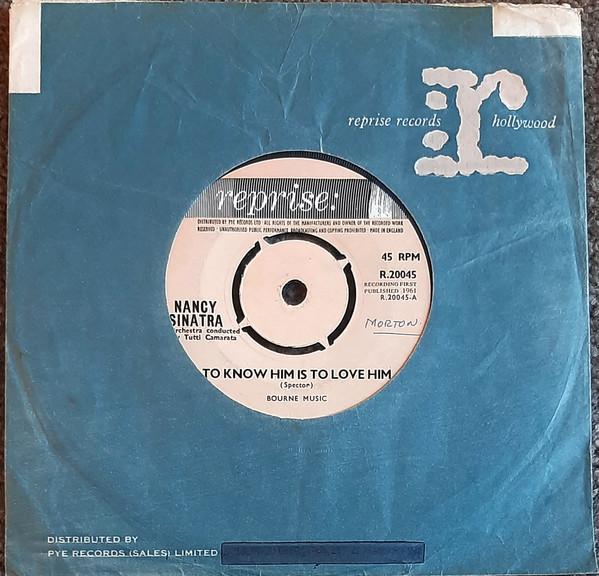 reprise records hollywood
r:
reprise:
DISTRIBUTED BY PYE RECORDS LTD · ALL RIGHTS OF THE MANUFACTURERS AND OWNER OF THE RECORDED WORK
RESERVED · UNAUTHORISED PUBLIC PERFORMANCE BROADCASTING AND COPYING PROHIBITED · MADE IN ENGLAND
45 RPM
R.20045
RECORDING FIRST
PUBLISHED 1961
R.20045-A
NANCY
SINATRA
rchestra conducted
Tutti Camarata
MORTON.
TO KNOW HIM IS TO LOVE HIM
(Spector)
BOURNE MUSIC
DISTRIBUTED BY
PYE RECORDS (SALES) LIMITED